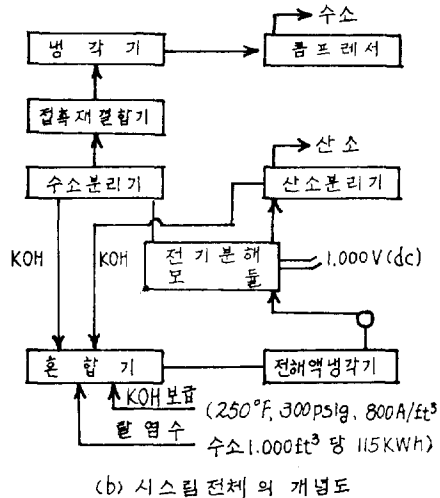 수소
냉각기
콤프레서
접촉재결합기
산소
수소분리기
산소분리기
KOH
KOH
전기분해
모듈
1,000V(dc)
혼합기
전해액냉각기
KOH보급
(250°F, 300psig, 800A/ft³
탈염수
수소1.000ft³ 당 115KWh)
(b) 시스템전체의 개념도